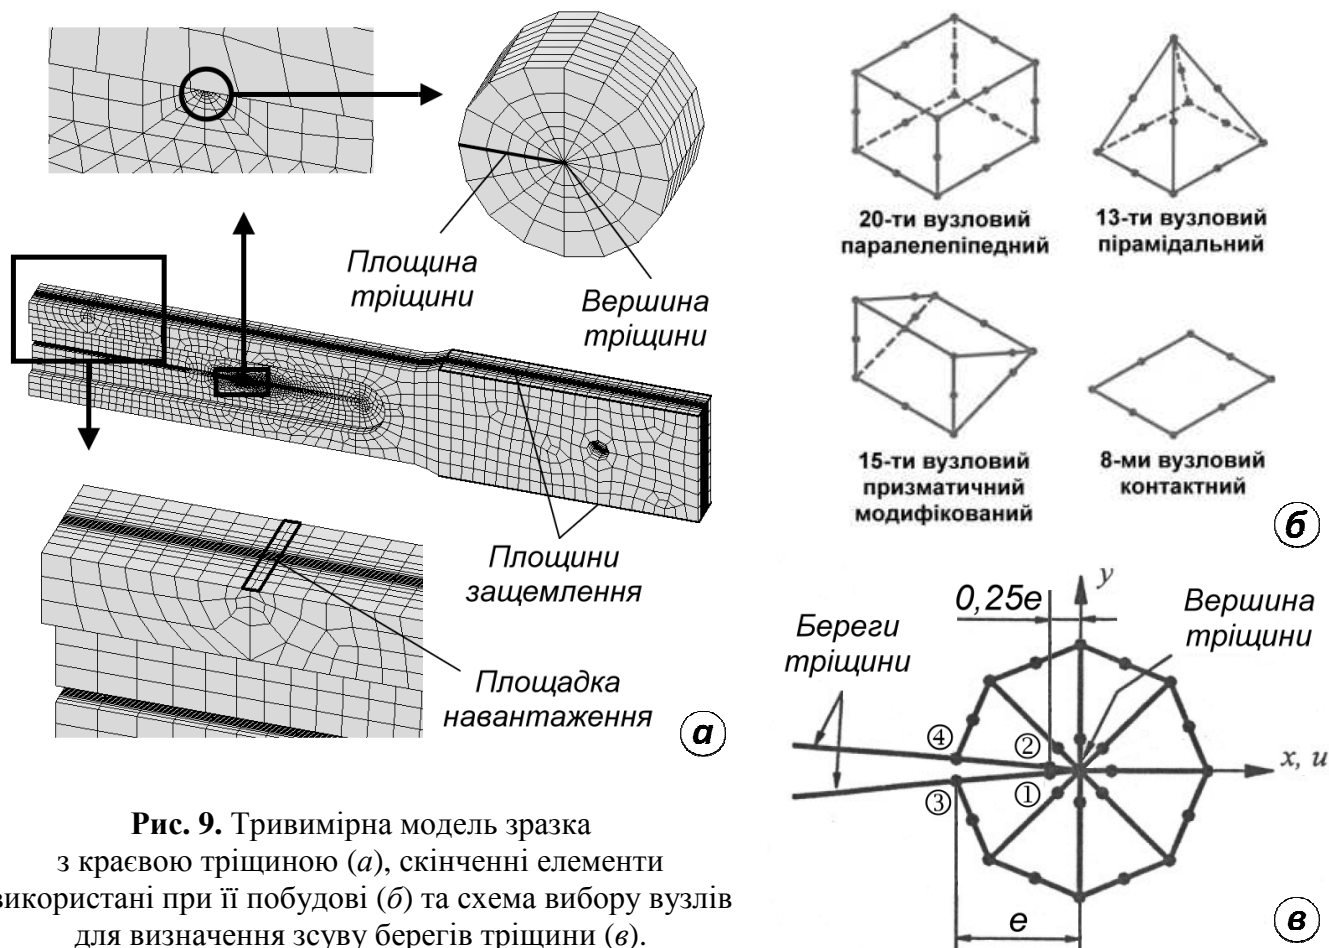 Площина
тріщини
Вершина
тріщини
Площини
защемлення
Площадка
навантаження
а
20-ти вузловий
паралелепіпедний
13-ти вузловий
пірамідальний
15-ти вузловий
призматичний
модифікований
8-ми вузловий
контактний
б
0,25е
y
Вершина
тріщини
Береги
тріщини
④
②
x, u
①
③
e
в
Рис. 9. Тривимірна модель зразка
з краєвою тріщиною (а), скінченні елементи
використані при її побудові (б) та схема вибору вузлів
для визначення зсуву берегів тріщини (в).